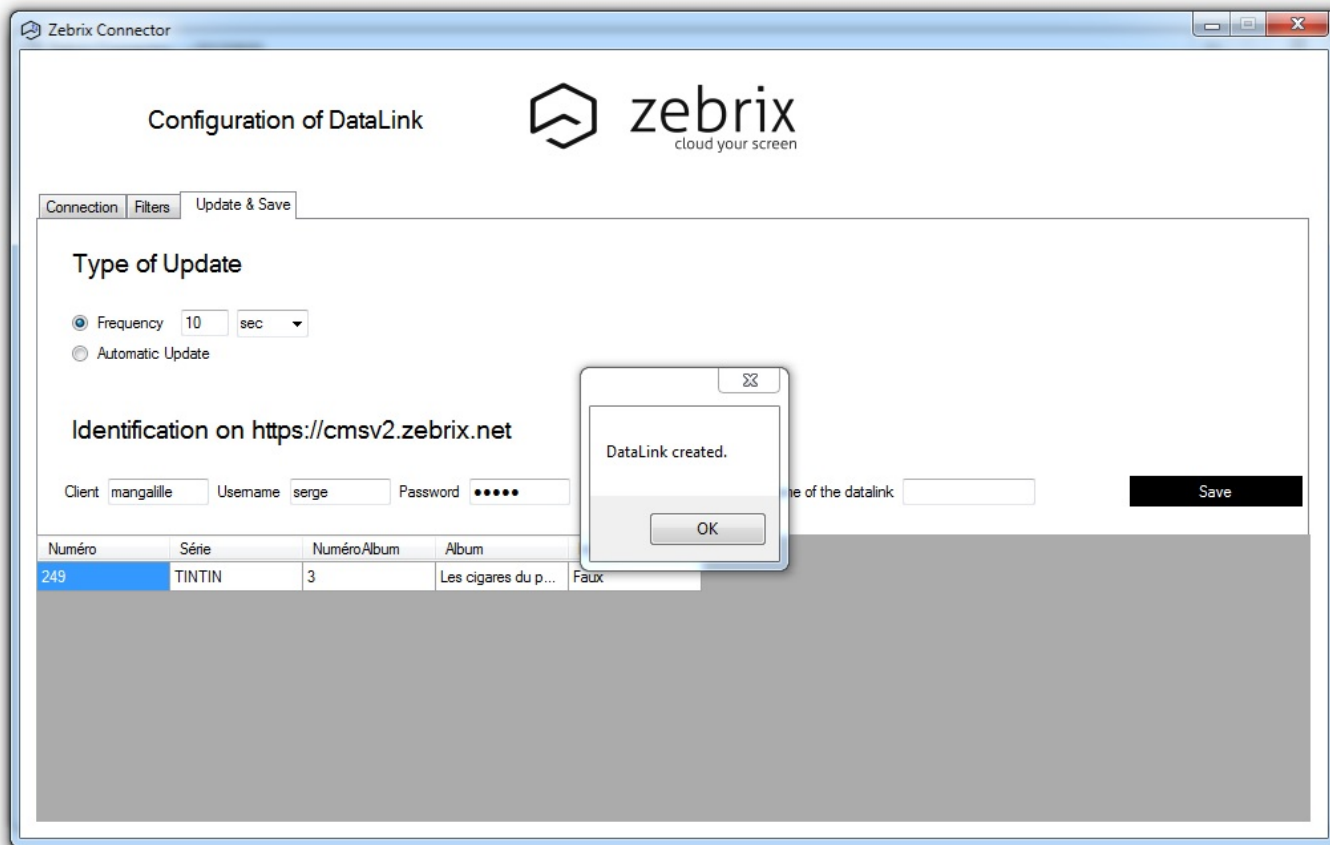 Zebrix Connector
Configuration of DataLink
zebrix
cloud your screen
Connection Filters Update & Save
Type of Update
Frequency 10 sec
Automatic Update
Identification on https://cmsv2.zebrix.net
Client mangalille Username serge Password ●●●●● of the datalink Save
DataLink created.
OK
Numéro Série NuméroAlbum Album
249 TINTIN 3 Les cigares du p... Faux